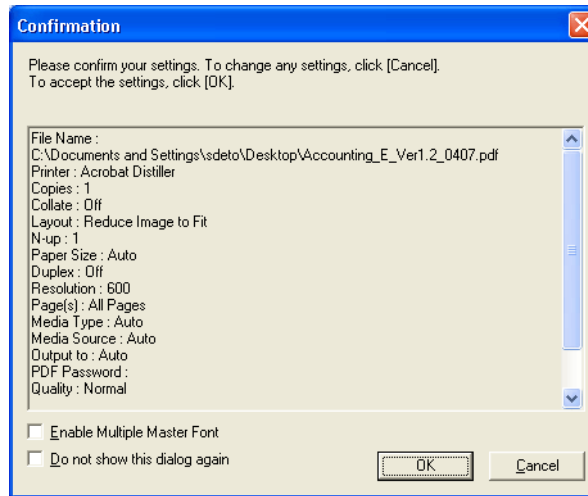 Confirmation
Please confirm your settings. To change any settings, click [Cancel].
To accept the settings, click [OK].
File Name :
C:\Documents and Settings\sdeto\Desktop\Accounting_E_Ver1.2_0407.pdf
Printer : Acrobat Distiller
Copies : 1
Collate : Off
Layout : Reduce Image to Fit
N-up : 1
Paper Size : Auto
Duplex : Off
Resolution : 600
Page(s) : All Pages
Media Type : Auto
Media Source : Auto
Output to : Auto
PDF Password :
Quality : Normal
Enable Multiple Master Font
Do not show this dialog again
OK
Cancel